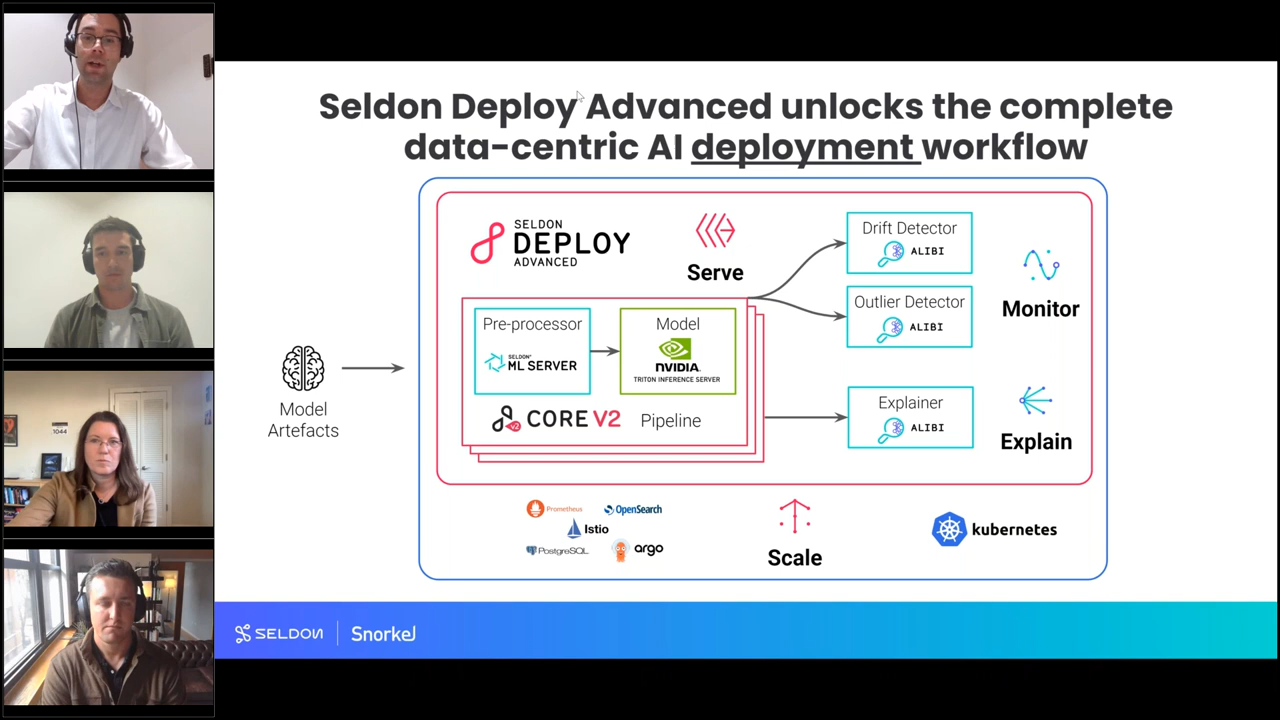 Seldon Deploy Advanced unlocks the complete
data-centric AI deployment workflow
SELDON
DEPLOY
ADVANCED
Serve
Drift Detector
ALIBI
Outlier Detector
ALIBI
Monitor
Pre-processor
SELDON
ML SERVER
Model
NVIDIA.
TRITON INFERENCE SERVER
CORE V2
v2
Pipeline
Model
Artefacts
Explainer
ALIBI
Explain
Prometheus
OpenSearch
Istio
PostgreSQL
argo
Scale
kubernetes
SELDON
Snorkel
1044